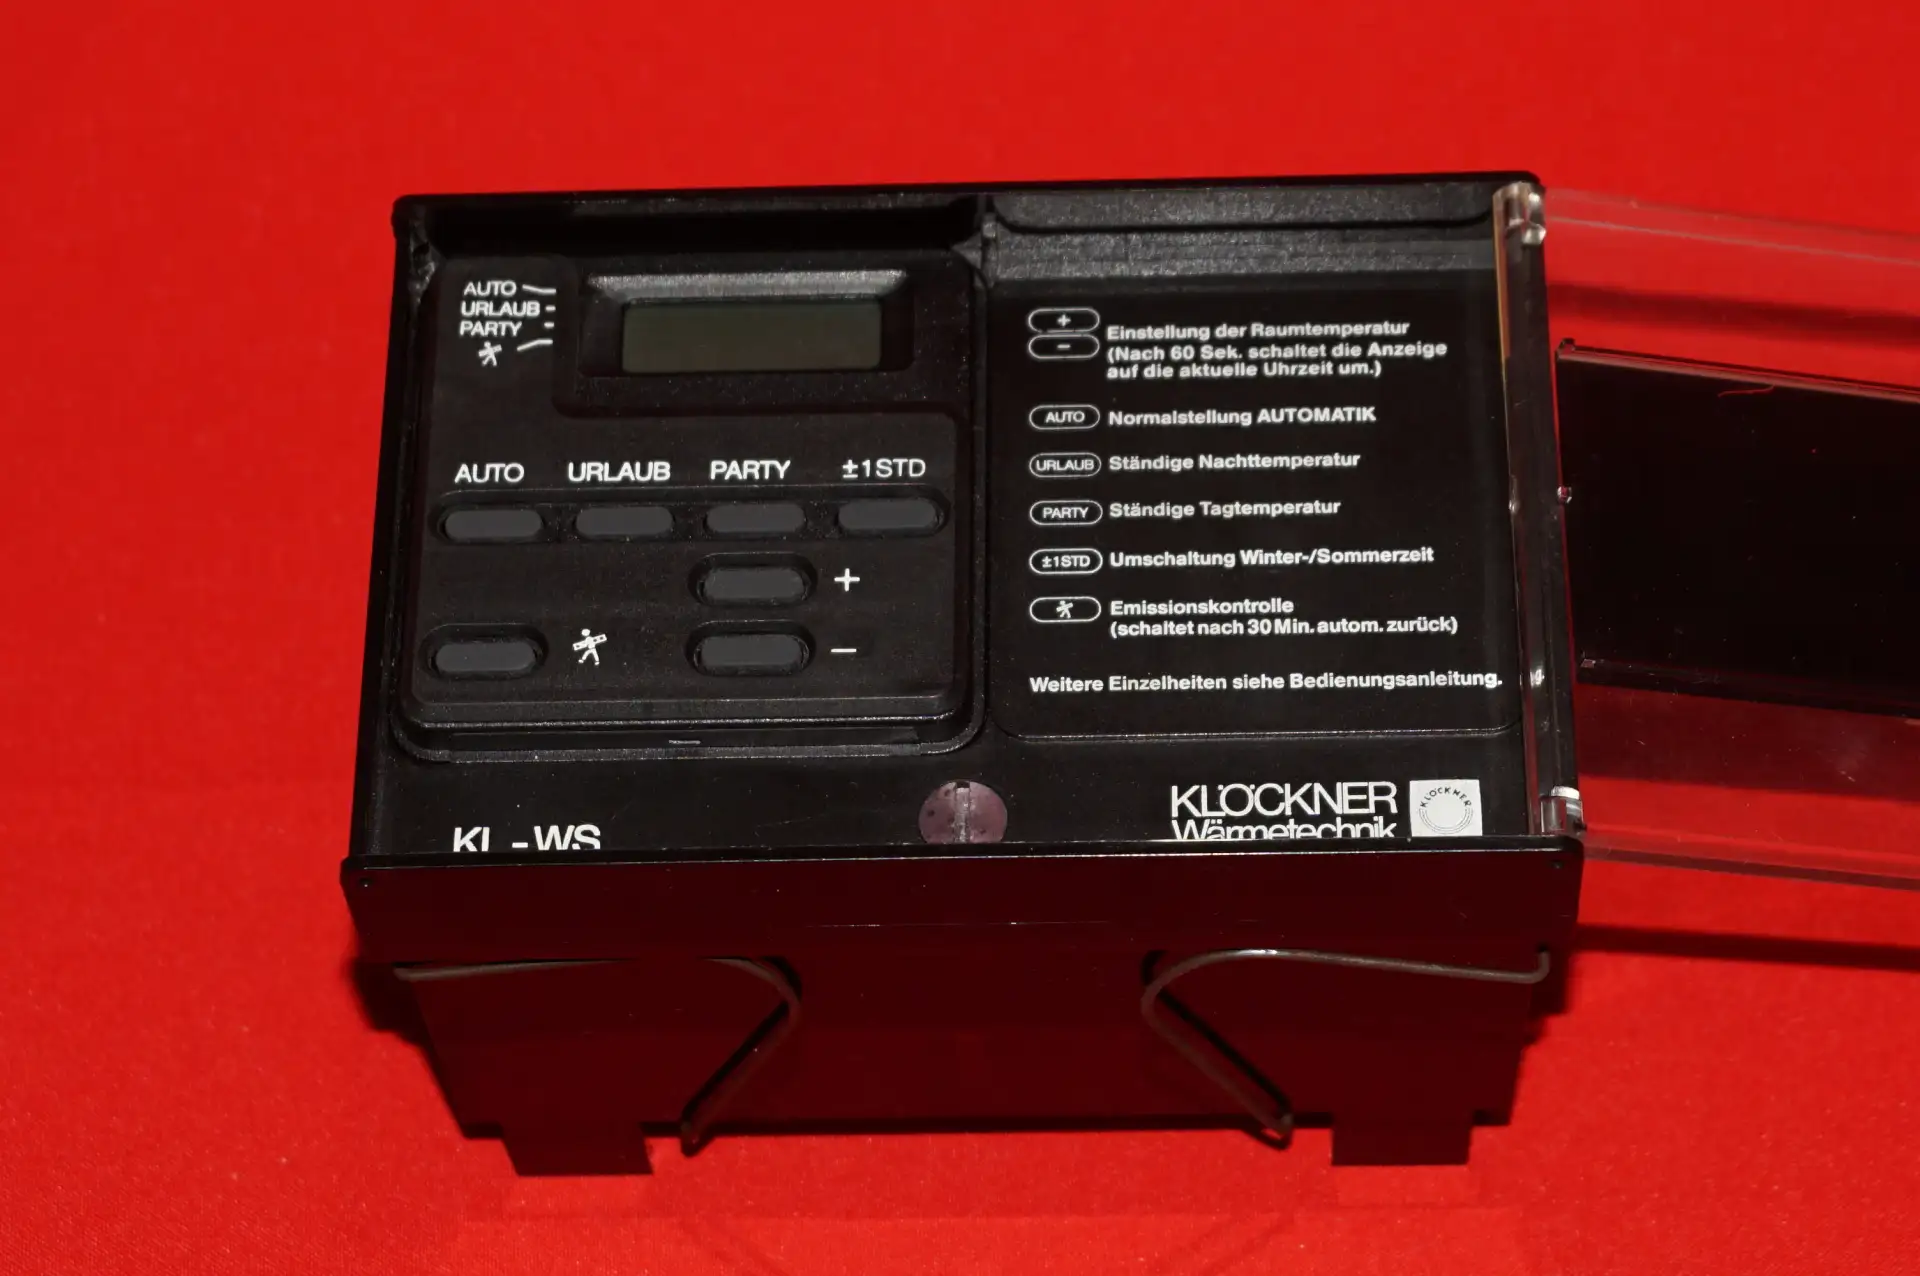 AUTO
URLAUB
PARTY
AUTO URLAUB PARTY ±1STD
+
−
+
−
Einstellung der Raumtemperatur
(Nach 60 Sek. schaltet die Anzeige
auf die aktuelle Uhrzeit um.)
AUTO Normalstellung AUTOMATIK
URLAUB Ständige Nachttemperatur
PARTY Ständige Tagtemperatur
±1STD Umschaltung Winter-/Sommerzeit
Emissionskontrolle
(schaltet nach 30 Min. autom. zurück)
Weitere Einzelheiten siehe Bedienungsanleitung.
KL-WS
KLÖCKNER
Wärmetechnik
KLÖCKNER